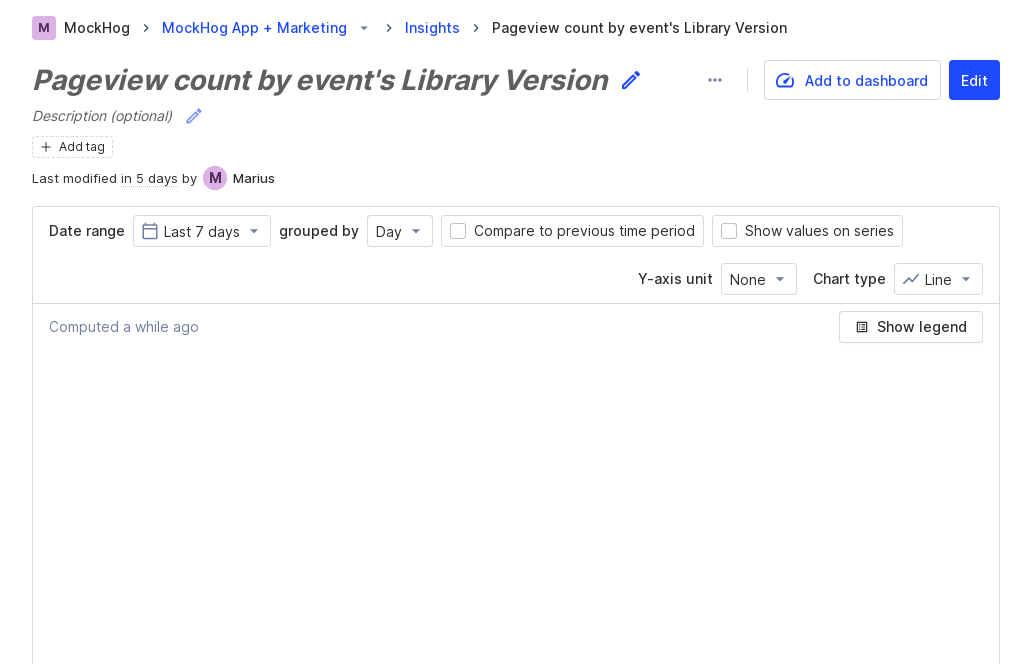 M MockHog MockHog App + Marketing Insights Pageview count by event's Library Version
Pageview count by event's Library Version
Add to dashboard Edit
Description (optional)
Add tag
Last modified in 5 days by M Marius
Date range Last 7 days grouped by Day Compare to previous time period Show values on series
Y-axis unit None Chart type Line
Computed a while ago Show legend